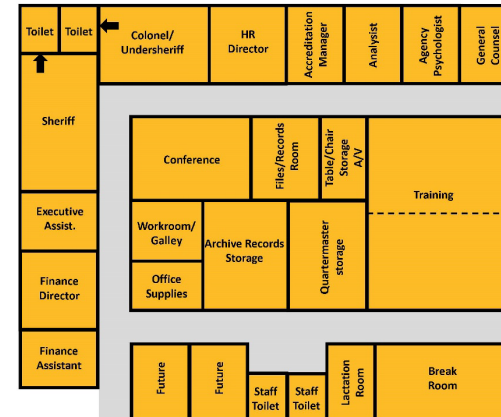 Toilet
Toilet
Colonel/
Undersheriff
HR
Director
Accreditation
Manager
Analysist
Agency
Psychologist
General
Counsel
Sheriff
Executive
Assist.
Finance
Director
Finance
Assistant
Conference
Files/Records
Room
Table/Chair
Storage
A/V
Training
Workroom/
Galley
Archive Records
Storage
Quartermaster
storage
Office
Supplies
Future
Future
Staff
Toilet
Staff
Toilet
Lactation
Room
Break
Room